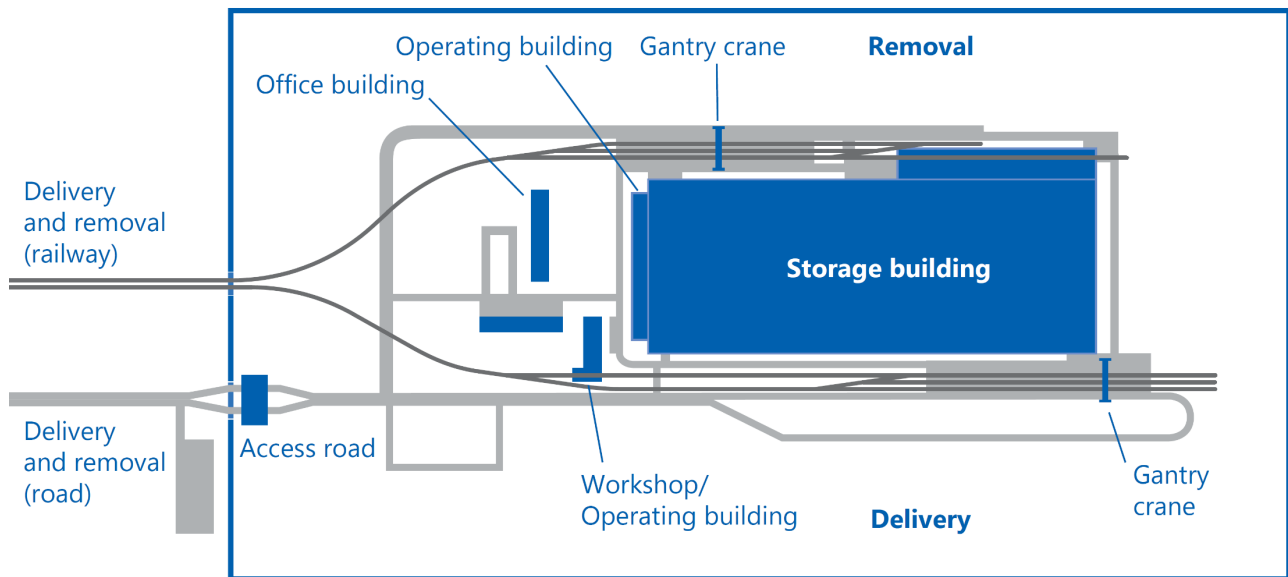 Operating building
Gantry crane
Removal
Office building
Delivery
and removal
(railway)
Storage building
Delivery
and removal
(road)
Access road
Workshop/
Operating building
Delivery
Gantry
crane